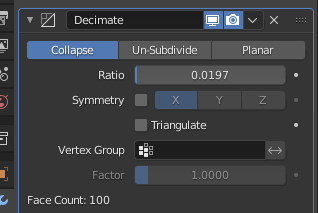 Decimate
Collapse Un-Subdivide Planar
Ratio 0.0197
Symmetry X Y Z
Triangulate
Vertex Group
Factor 1.0000
Face Count: 100